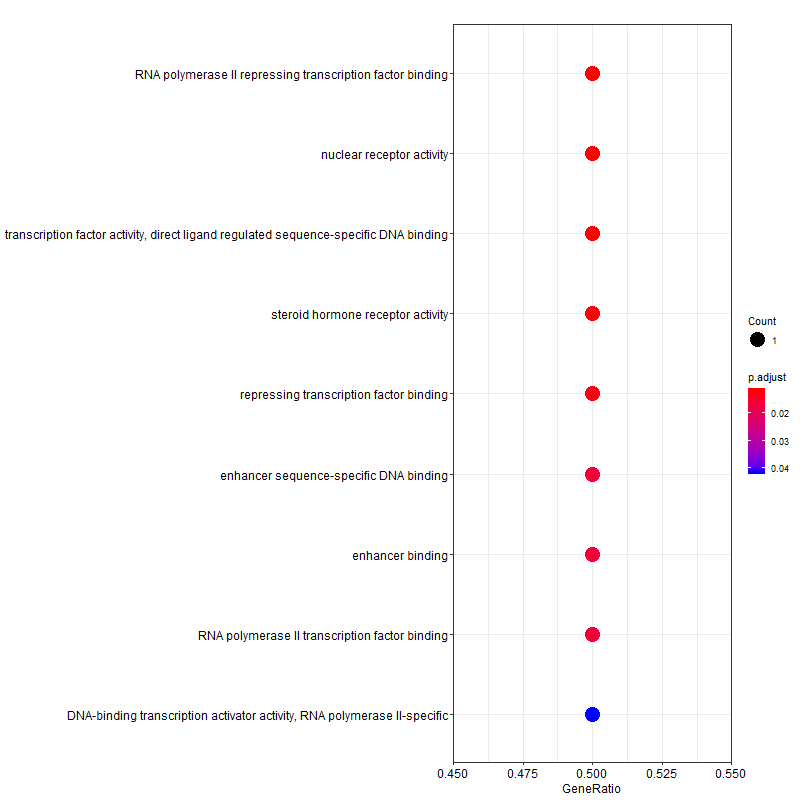 RNA polymerase II repressing transcription factor binding
nuclear receptor activity
transcription factor activity, direct ligand regulated sequence-specific DNA binding
steroid hormone receptor activity
repressing transcription factor binding
enhancer sequence-specific DNA binding
enhancer binding
RNA polymerase II transcription factor binding
DNA-binding transcription activator activity, RNA polymerase II-specific
0.450 0.475 0.500 0.525 0.550
GeneRatio
Count
1
p.adjust
0.02
0.03
0.04